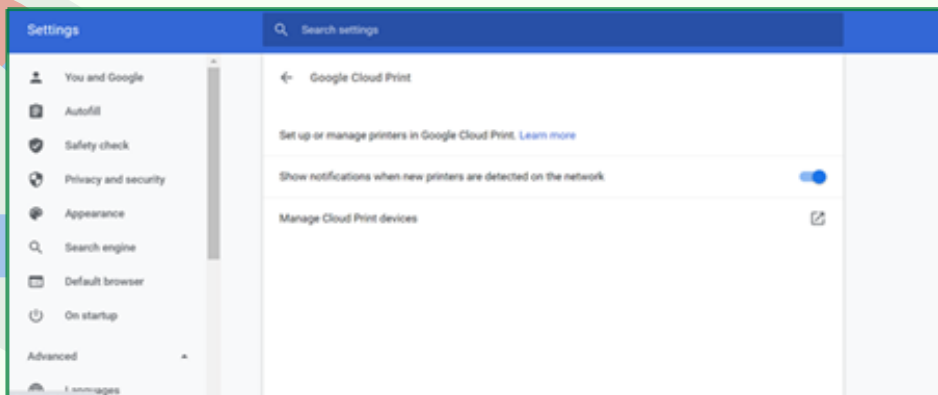 Settings
Search settings
You and Google
Autofill
Safety check
Privacy and security
Appearance
Search engine
Default browser
On startup
Advanced
Languages
Google Cloud Print
Set up or manage printers in Google Cloud Print. Learn more
Show notifications when new printers are detected on the network
Manage Cloud Print devices